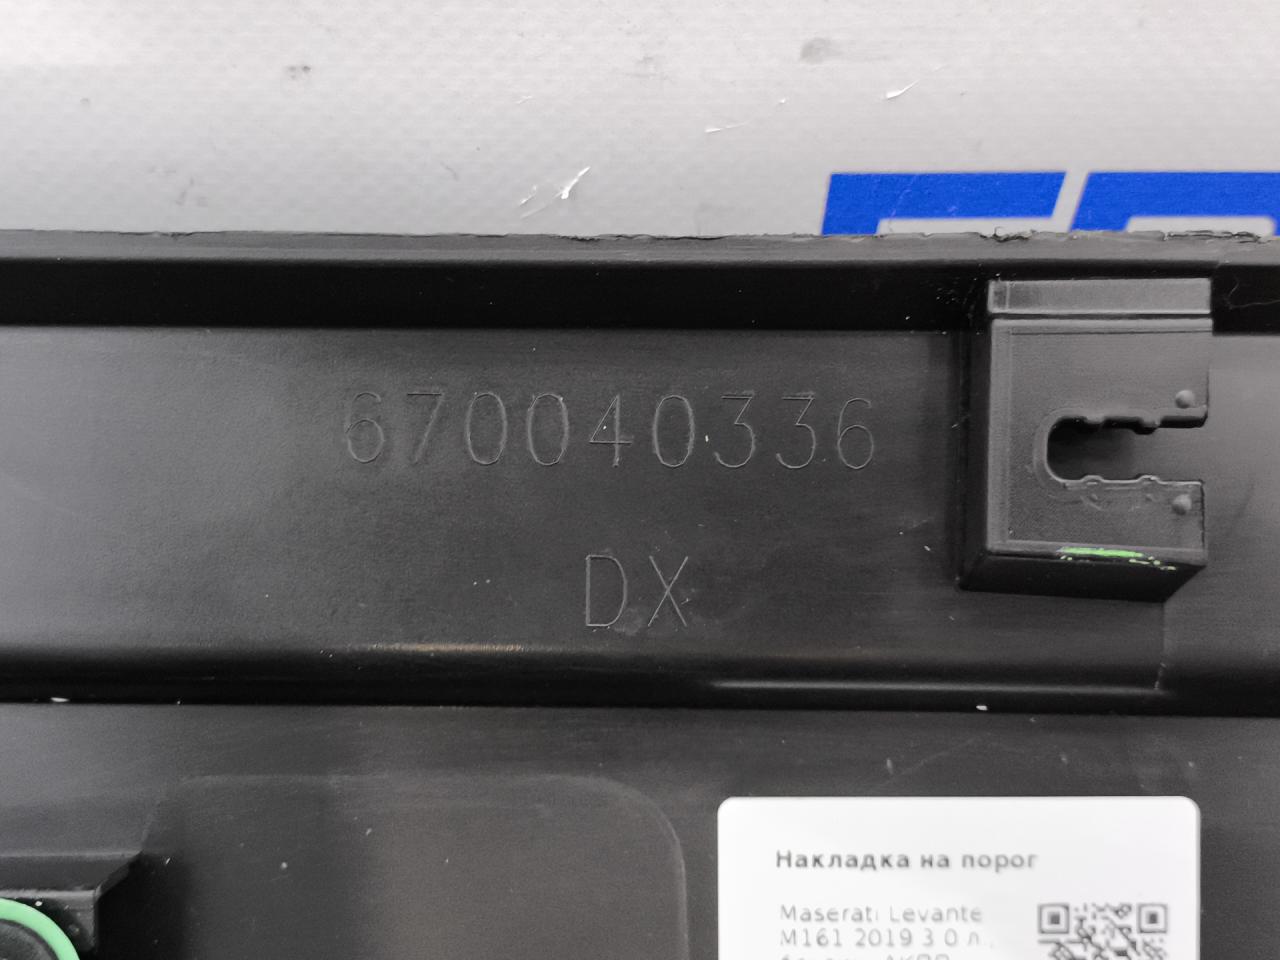 670040336
DX
Накладка на порог
Maserati Levante
M161 2019 3.0 л.,